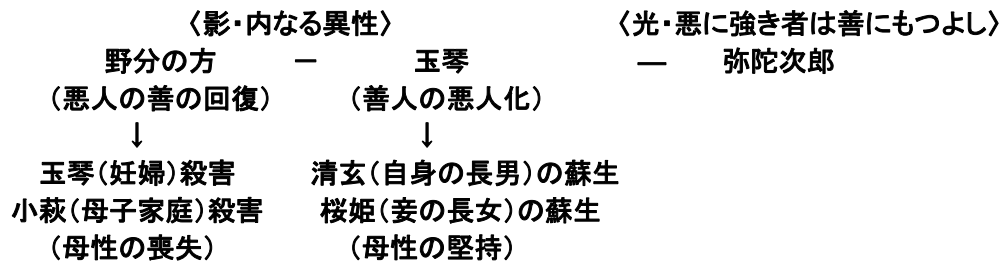 〈影・内なる異性〉 〈光・悪に強き者は善にもつよし〉
野分の方 － 玉琴 ― 弥陀次郎
（悪人の善の回復） （善人の悪人化）
↓ ↓
玉琴（妊婦）殺害 清玄（自身の長男）の蘇生
小萩（母子家庭）殺害 桜姫（妾の長女）の蘇生
（母性の喪失） （母性の堅持）